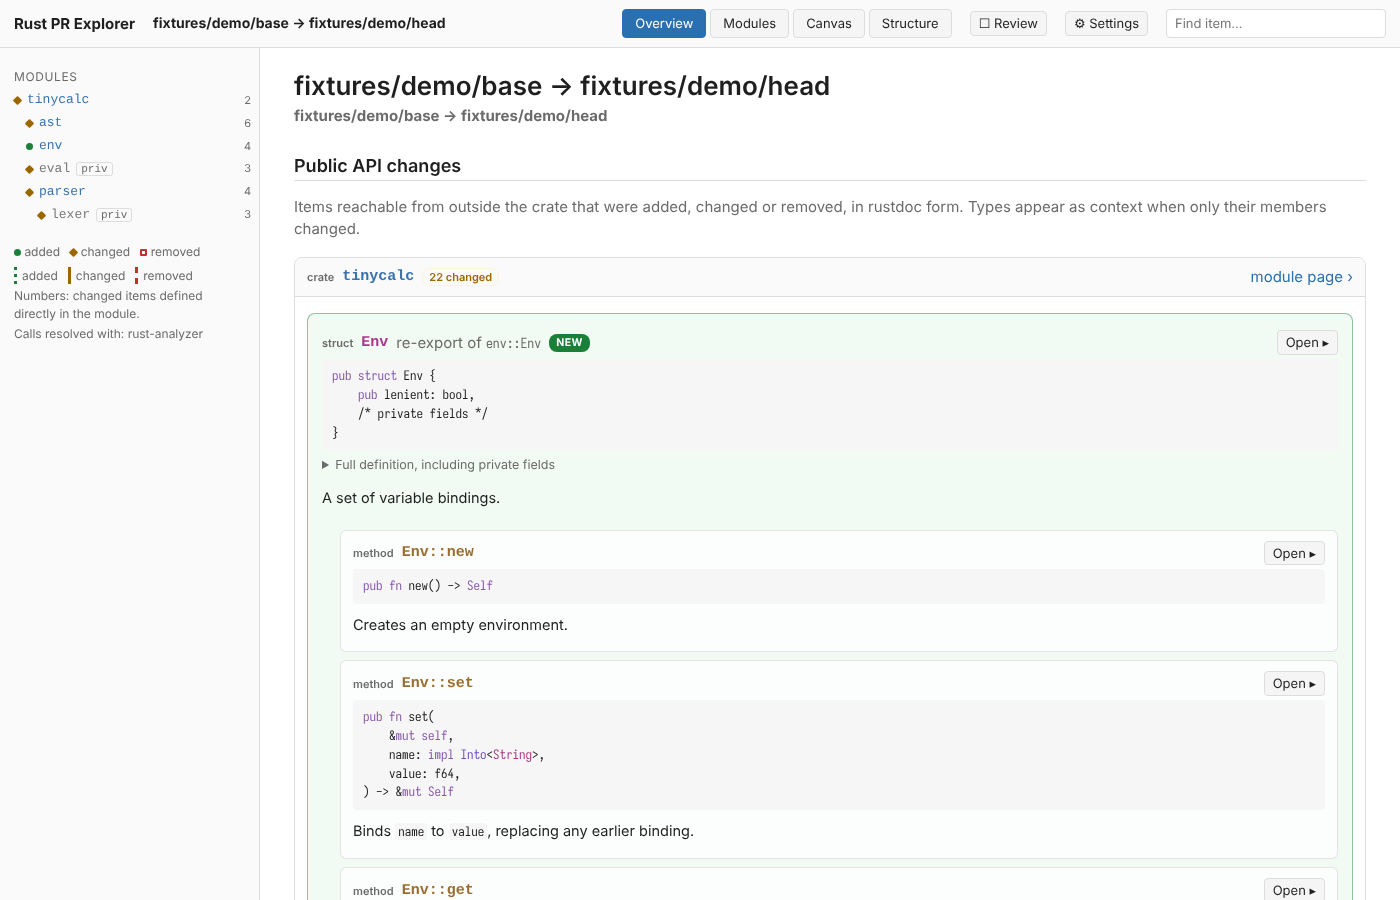 Rust PR Explorer fixtures/demo/base → fixtures/demo/head Overview Modules Canvas Structure ☐ Review ⚙ Settings Find item...
MODULES
tinycalc 2
ast 6
env 4
eval priv 3
parser 4
lexer priv 3
added changed removed
added changed removed
Numbers: changed items defined
directly in the module.
Calls resolved with: rust-analyzer
fixtures/demo/base → fixtures/demo/head
fixtures/demo/base → fixtures/demo/head
Public API changes
Items reachable from outside the crate that were added, changed or removed, in rustdoc form. Types appear as context when only their members
changed.
crate tinycalc 22 changed module page ›
struct Env re-export of env::Env NEW Open ▸
pub struct Env {
    pub lenient: bool,
    /* private fields */
}
▶ Full definition, including private fields
A set of variable bindings.
method Env::new Open ▸
pub fn new() -> Self
Creates an empty environment.
method Env::set Open ▸
pub fn set(
    &mut self,
    name: impl Into<String>,
    value: f64,
) -> &mut Self
Binds name to value, replacing any earlier binding.
method Env::get Open ▸